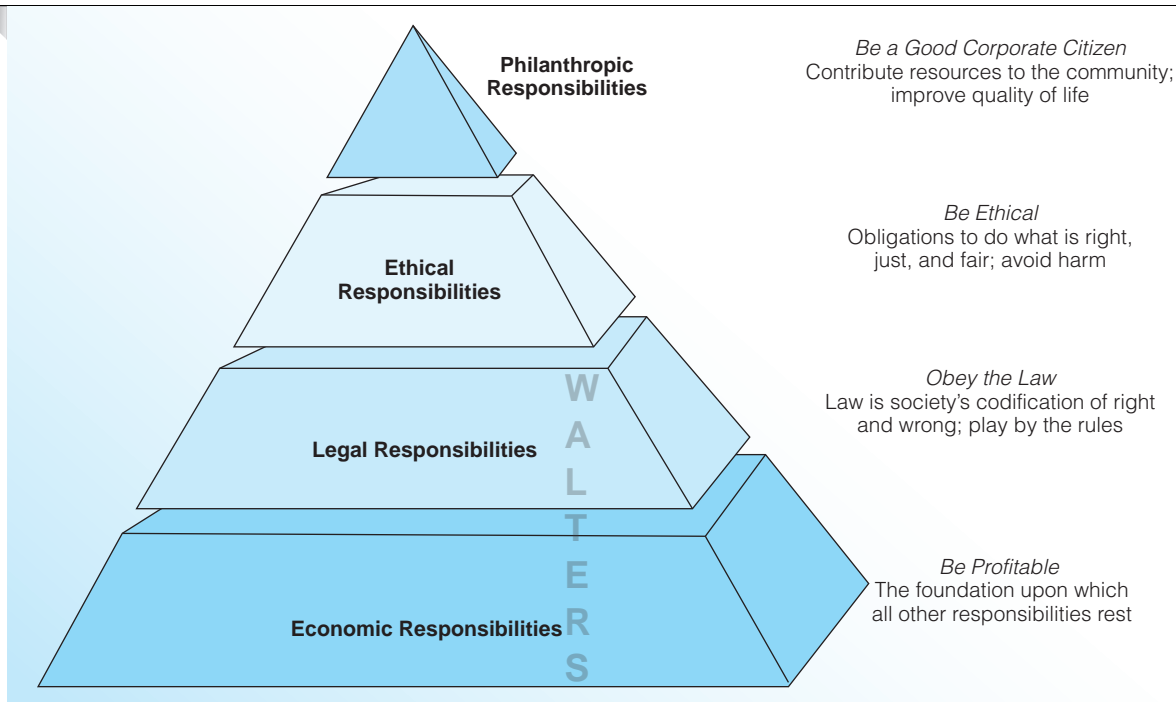 Philanthropic
Responsibilities
Be a Good Corporate Citizen
Contribute resources to the community;
improve quality of life
Ethical
Responsibilities
Be Ethical
Obligations to do what is right,
just, and fair; avoid harm
Legal Responsibilities
Obey the Law
Law is society’s codification of right
and wrong; play by the rules
Economic Responsibilities
Be Profitable
The foundation upon which
all other responsibilities rest
W
A
L
T
E
R
S